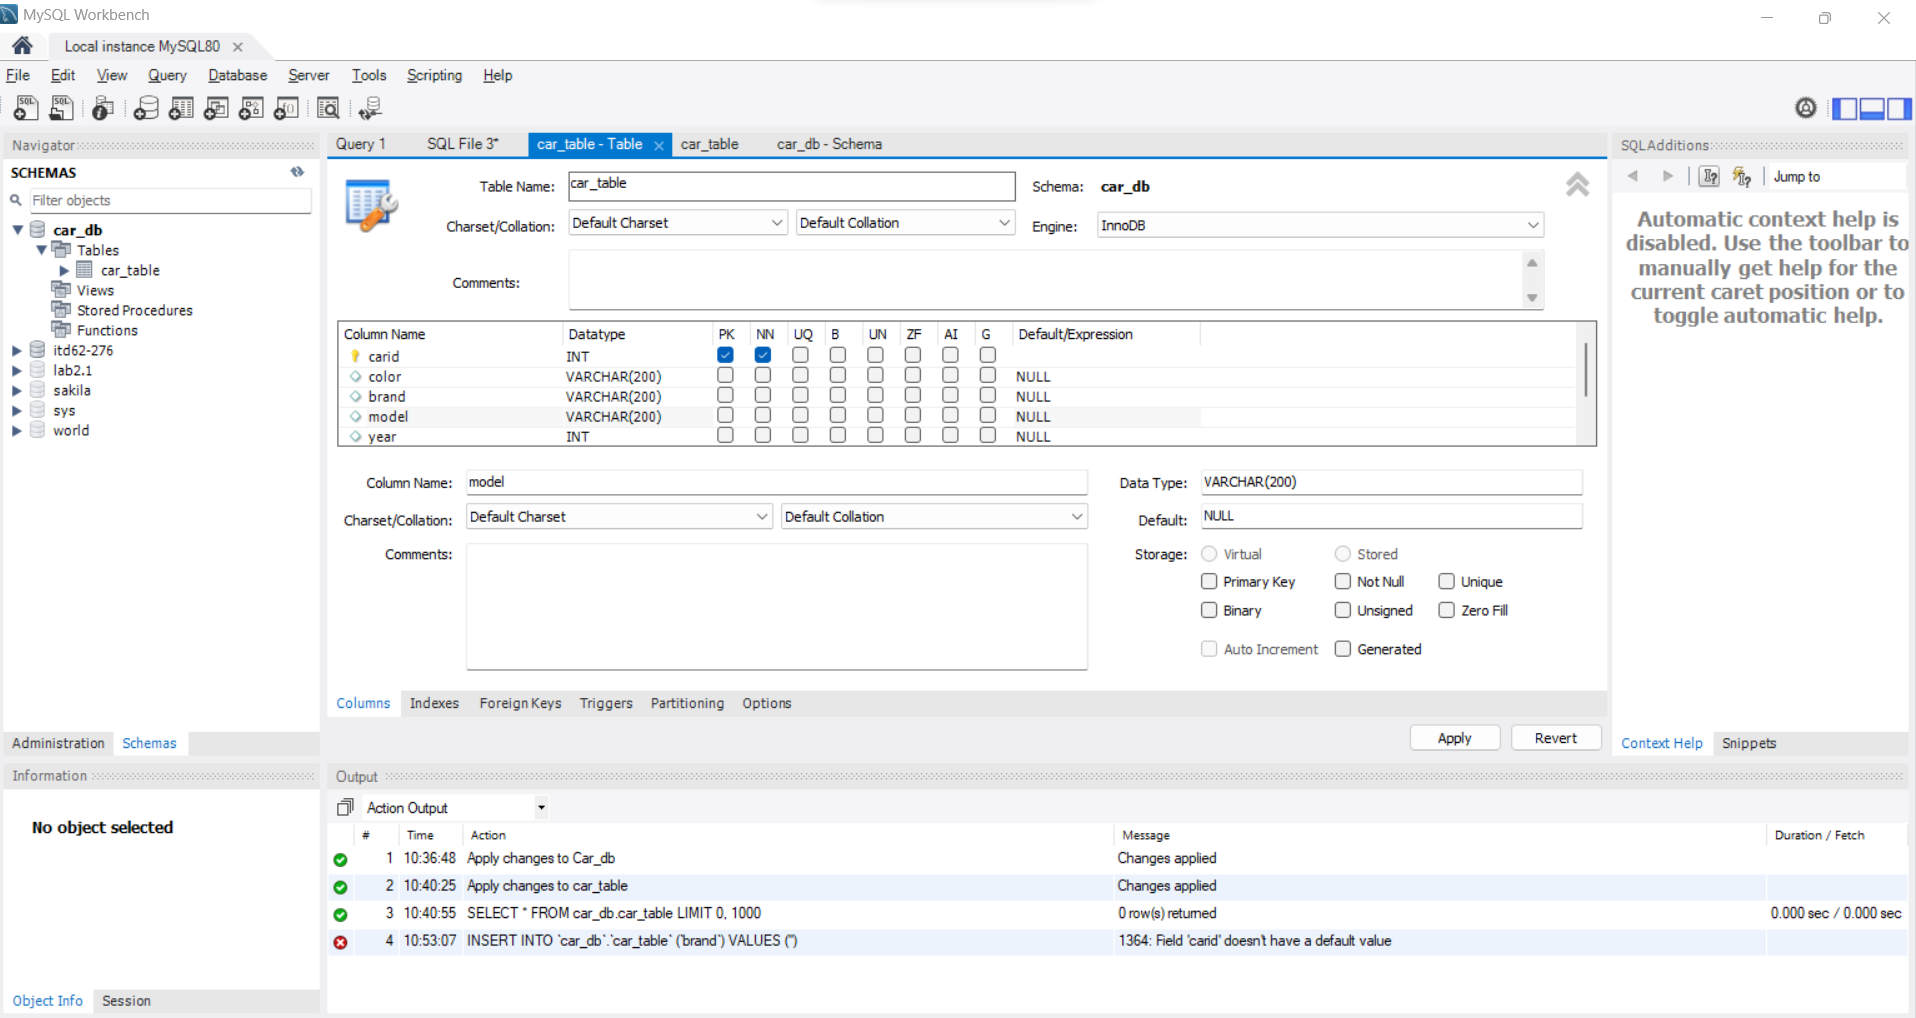 MySQL Workbench
Local instance MySQL80
File Edit View Query Database Server Tools Scripting Help
Navigator
SCHEMAS
Filter objects
car_db
Tables
car_table
Views
Stored Procedures
Functions
itd62-276
lab2.1
sakila
sys
world
Administration Schemas
Information
No object selected
Object Info Session
Query 1 SQL File 3* car_table - Table car_table car_db - Schema
Table Name: car_table Schema: car_db
Charset/Collation: Default Charset Default Collation Engine: InnoDB
Comments:
Column Name Datatype PK NN UQ B UN ZF AI G Default/Expression
carid INT
color VARCHAR(200) NULL
brand VARCHAR(200) NULL
model VARCHAR(200) NULL
year INT NULL
Column Name: model Data Type: VARCHAR(200)
Charset/Collation: Default Charset Default Collation Default: NULL
Comments: Storage: Virtual Stored
Primary Key Not Null Unique
Binary Unsigned Zero Fill
Auto Increment Generated
Columns Indexes Foreign Keys Triggers Partitioning Options
Apply Revert
SQLAdditions
Jump to
Automatic context help is
disabled. Use the toolbar to
manually get help for the
current caret position or to
toggle automatic help.
Context Help Snippets
Output
Action Output
# Time Action Message Duration / Fetch
1 10:36:48 Apply changes to Car_db Changes applied
2 10:40:25 Apply changes to car_table Changes applied
3 10:40:55 SELECT * FROM car_db.car_table LIMIT 0, 1000 0 row(s) returned 0.000 sec / 0.000 sec
4 10:53:07 INSERT INTO `car_db`.`car_table` (`brand`) VALUES ('') 1364: Field 'carid' doesn't have a default value